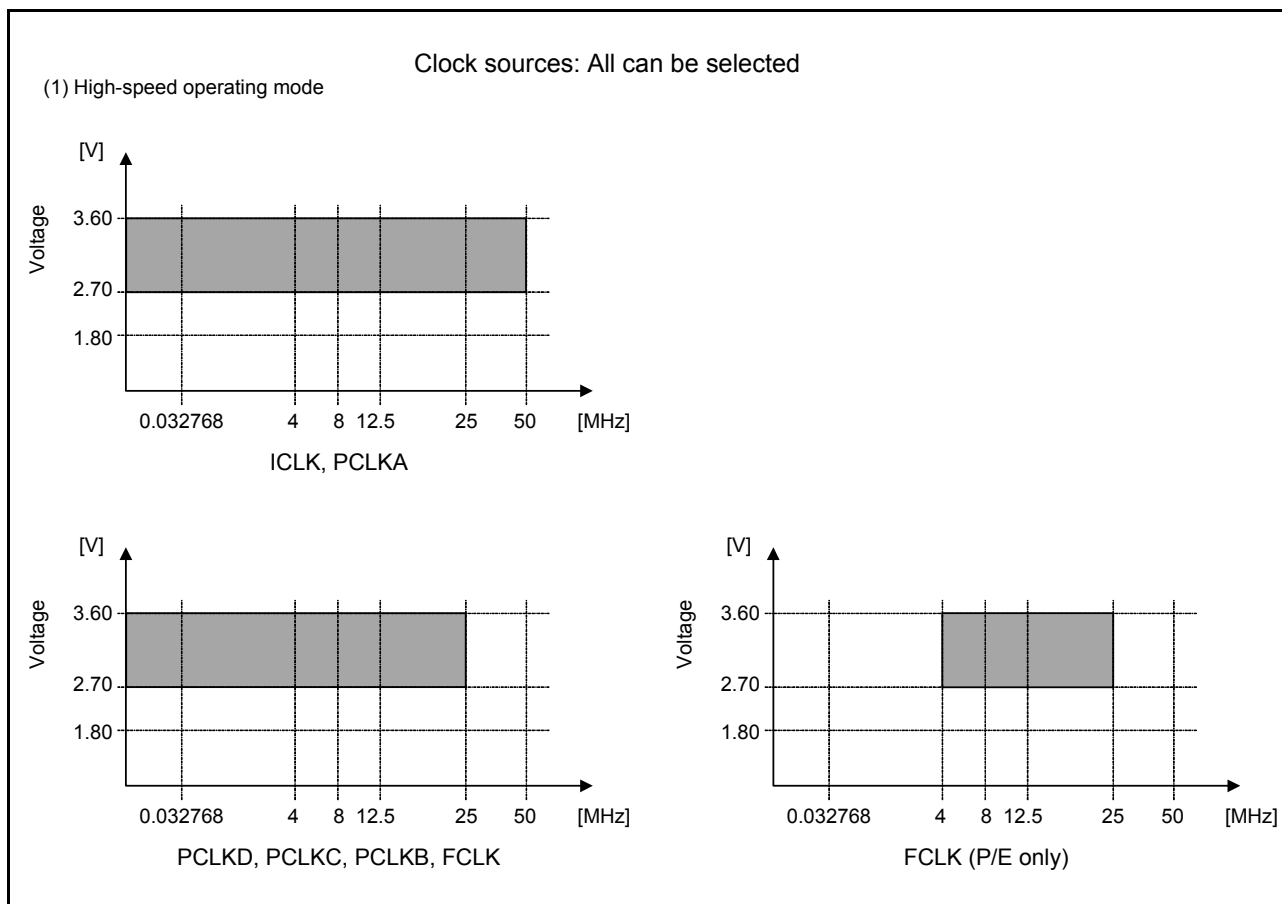 Clock sources: All can be selected
(1) High-speed operating mode
[V]
Voltage
3.60
2.70
1.80
0.032768 4 8 12.5 25 50 [MHz]
ICLK, PCLKA
[V]
Voltage
3.60
2.70
1.80
0.032768 4 8 12.5 25 50 [MHz]
PCLKD, PCLKC, PCLKB, FCLK
[V]
Voltage
3.60
2.70
1.80
0.032768 4 8 12.5 25 50 [MHz]
FCLK (P/E only)